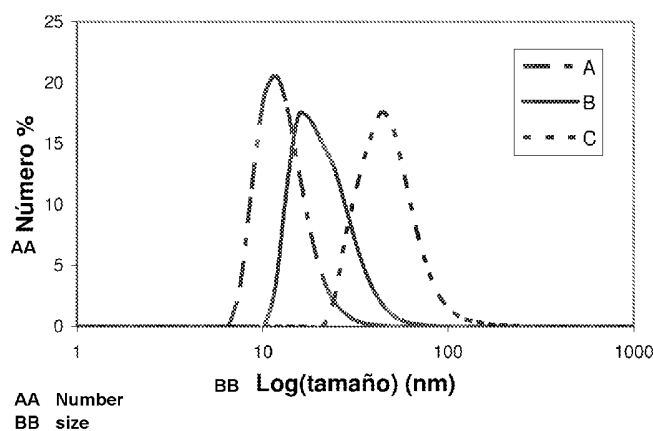 25
20
15
10
5
0
AA Número %
A
B
C
1 10 100 1000
BB Log(tamaño) (nm)
AA Number
BB size